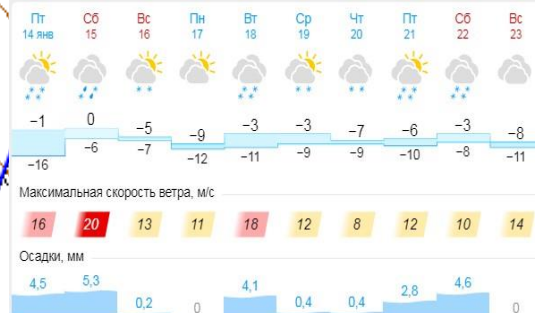 Пт Сб Вс Пн Вт Ср Чт Пт Сб Вс
14 янв 15 16 17 18 19 20 21 22 23
−1 0 −5 −9 −3 −3 −7 −6 −3 −8
−16 −6 −7 −12 −11 −9 −9 −10 −8 −11
Максимальная скорость ветра, м/с
16 20 13 11 18 12 8 12 10 14
Осадки, мм
4,5 5,3 0,2 0 4,1 0,4 0,4 2,8 4,6 0